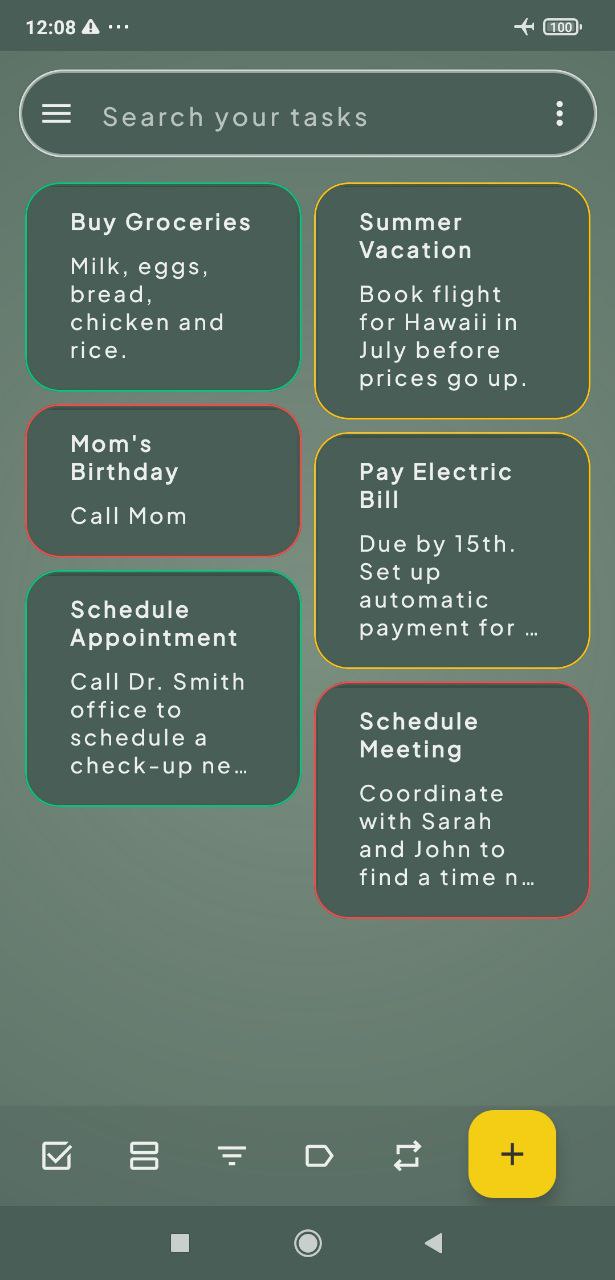 12:08
100
Search your tasks
Buy Groceries
Milk, eggs,
bread,
chicken and
rice.
Mom's
Birthday
Call Mom
Schedule
Appointment
Call Dr. Smith
office to
schedule a
check-up ne...
Summer
Vacation
Book flight
for Hawaii in
July before
prices go up.
Pay Electric
Bill
Due by 15th.
Set up
automatic
payment for ...
Schedule
Meeting
Coordinate
with Sarah
and John to
find a time n...